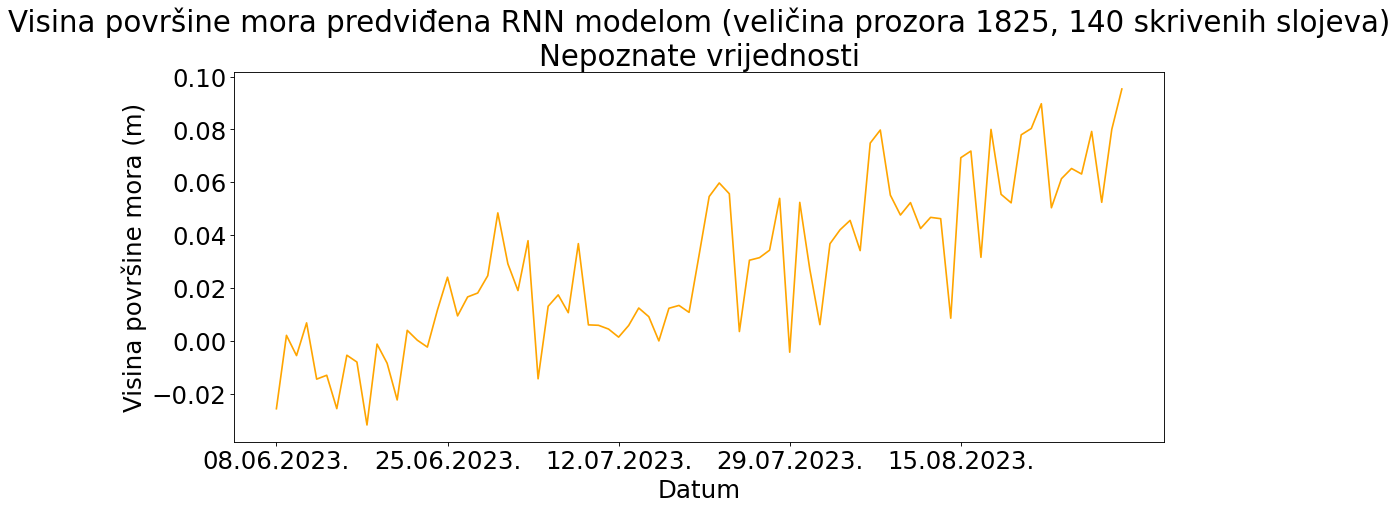 Visina površine mora predviđena RNN modelom (veličina prozora 1825, 140 skrivenih slojeva)
Nepoznate vrijednosti
Visina površine mora (m)
0.10
0.08
0.06
0.04
0.02
0.00
−0.02
08.06.2023. 25.06.2023. 12.07.2023. 29.07.2023. 15.08.2023.
Datum